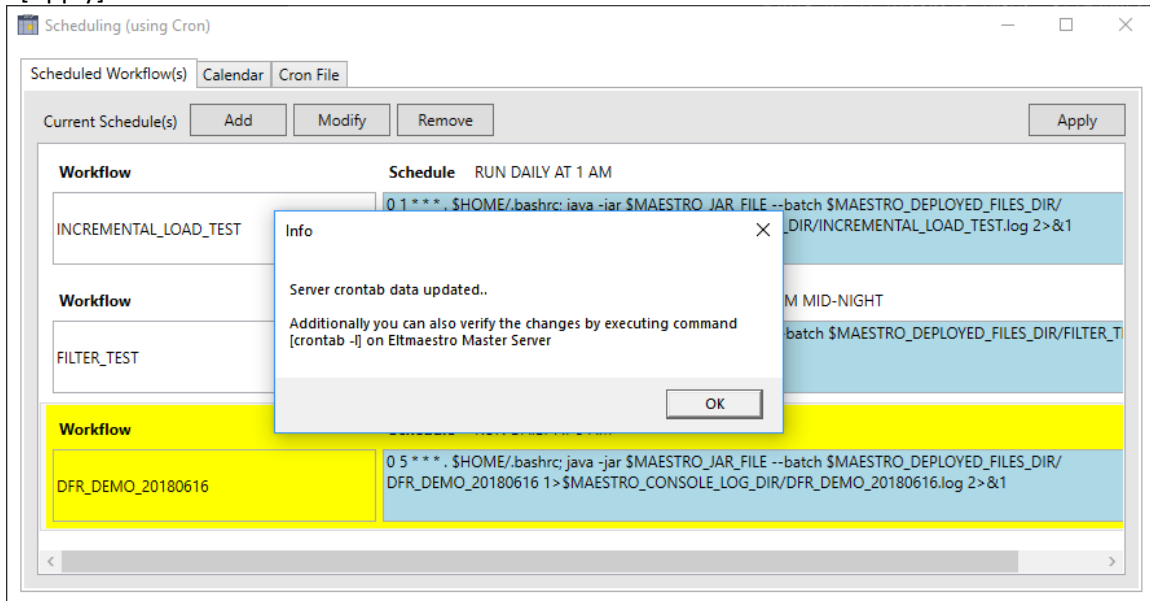 [Apply]
Scheduling (using Cron)
Scheduled Workflow(s) Calendar Cron File
Current Schedule(s) Add Modify Remove Apply
Workflow Schedule RUN DAILY AT 1 AM
INCREMENTAL_LOAD_TEST
0 1 * * * . $HOME/.bashrc; java -jar $MAESTRO_JAR_FILE --batch $MAESTRO_DEPLOYED_FILES_DIR/
_DIR/INCREMENTAL_LOAD_TEST.log 2>&1
Info
Server crontab data updated..
Additionally you can also verify the changes by executing command
[crontab -l] on Eltmaestro Master Server
OK
Workflow M MID-NIGHT
FILTER_TEST
batch $MAESTRO_DEPLOYED_FILES_DIR/FILTER_T
Workflow
DFR_DEMO_20180616
0 5 * * * . $HOME/.bashrc; java -jar $MAESTRO_JAR_FILE --batch $MAESTRO_DEPLOYED_FILES_DIR/
DFR_DEMO_20180616 1>$MAESTRO_CONSOLE_LOG_DIR/DFR_DEMO_20180616.log 2>&1